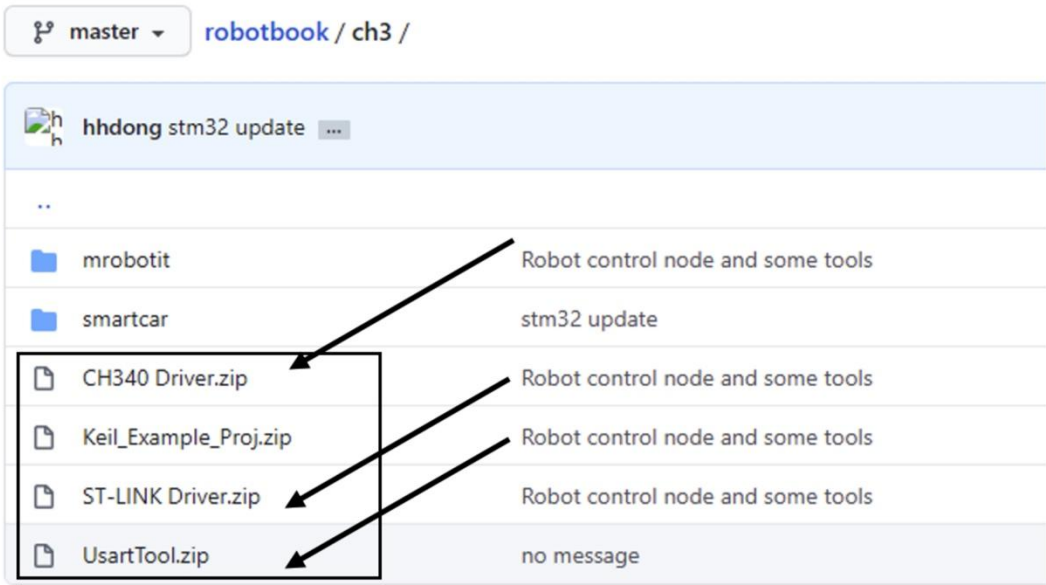 master robotbook / ch3 /
hh hhdong stm32 update ...
..
mrobotit Robot control node and some tools
smartcar stm32 update
CH340 Driver.zip Robot control node and some tools
Keil_Example_Proj.zip Robot control node and some tools
ST-LINK Driver.zip Robot control node and some tools
UsartTool.zip no message